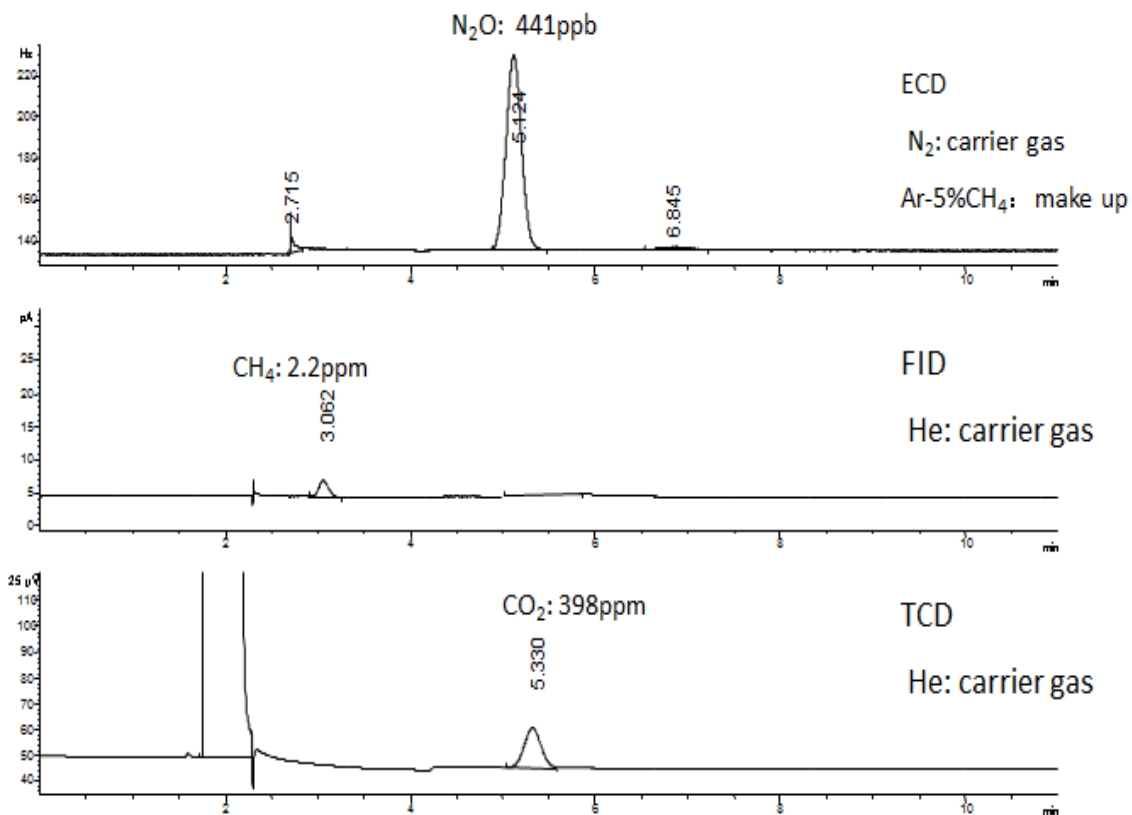 N₂O: 441ppb
Hz
220
200
180
160
140
2.715
5.124
6.845
ECD
N₂: carrier gas
Ar-5%CH₄: make up
2
4
6
8
10
min
pA
25
20
15
10
5
0
CH₄: 2.2ppm
3.062
FID
He: carrier gas
2
4
6
8
10
min
25 µV
110
100
90
80
70
60
50
40
CO₂: 398ppm
5.330
TCD
He: carrier gas
2
4
6
8
10
min